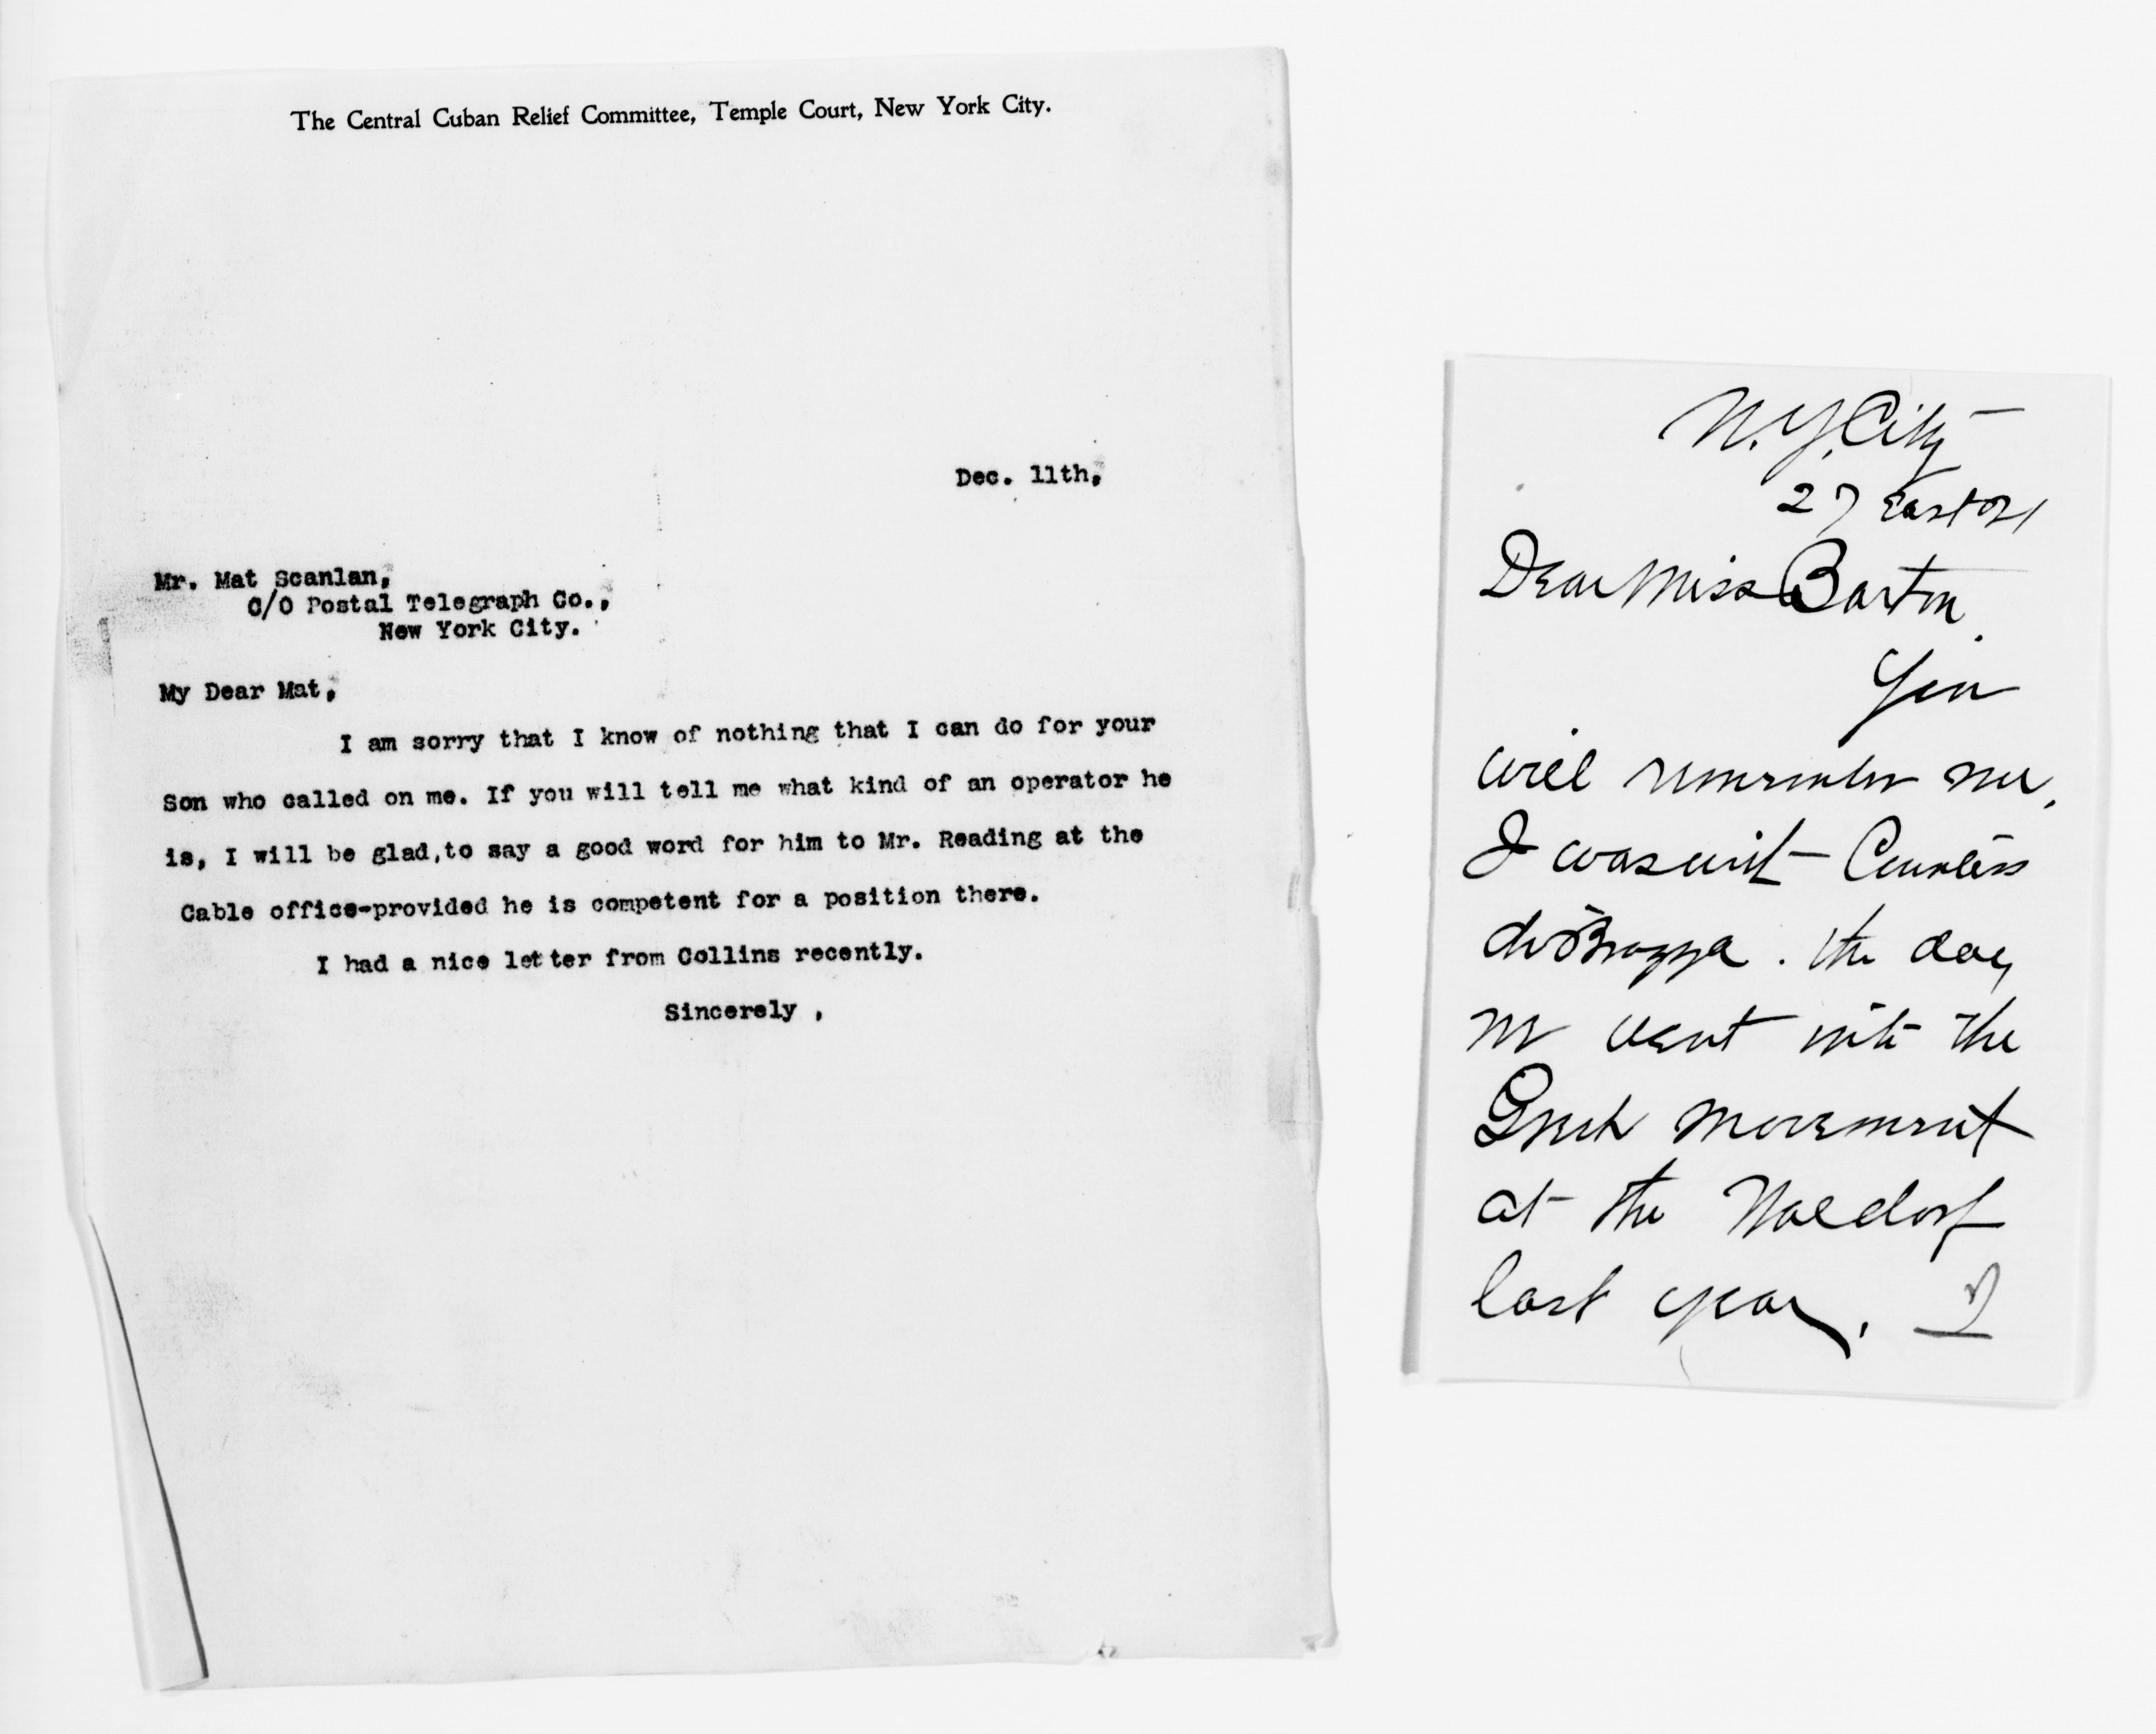 The Central Cuban Relief Committee, Temple Court, New York City.
Dec. 11th,
Mr. Mat Scanlan,
C/O Postal Telegraph Co.,
New York City.
My Dear Mat,
I am sorry that I know of nothing that I can do for your
Son who called on me. If you will tell me what kind of an operator he
is, I will be glad,to say a good word for him to Mr. Reading at the
Cable office-provided he is competent for a position there.
I had a nice letter from Collins recently.
Sincerely ,
N.Y. City
27 East 21
Dear Miss Barton.
You
will remember me.
I was with Countess
di Brazza. the day
we went into the
Greek movement
at the Waldorf
last year.